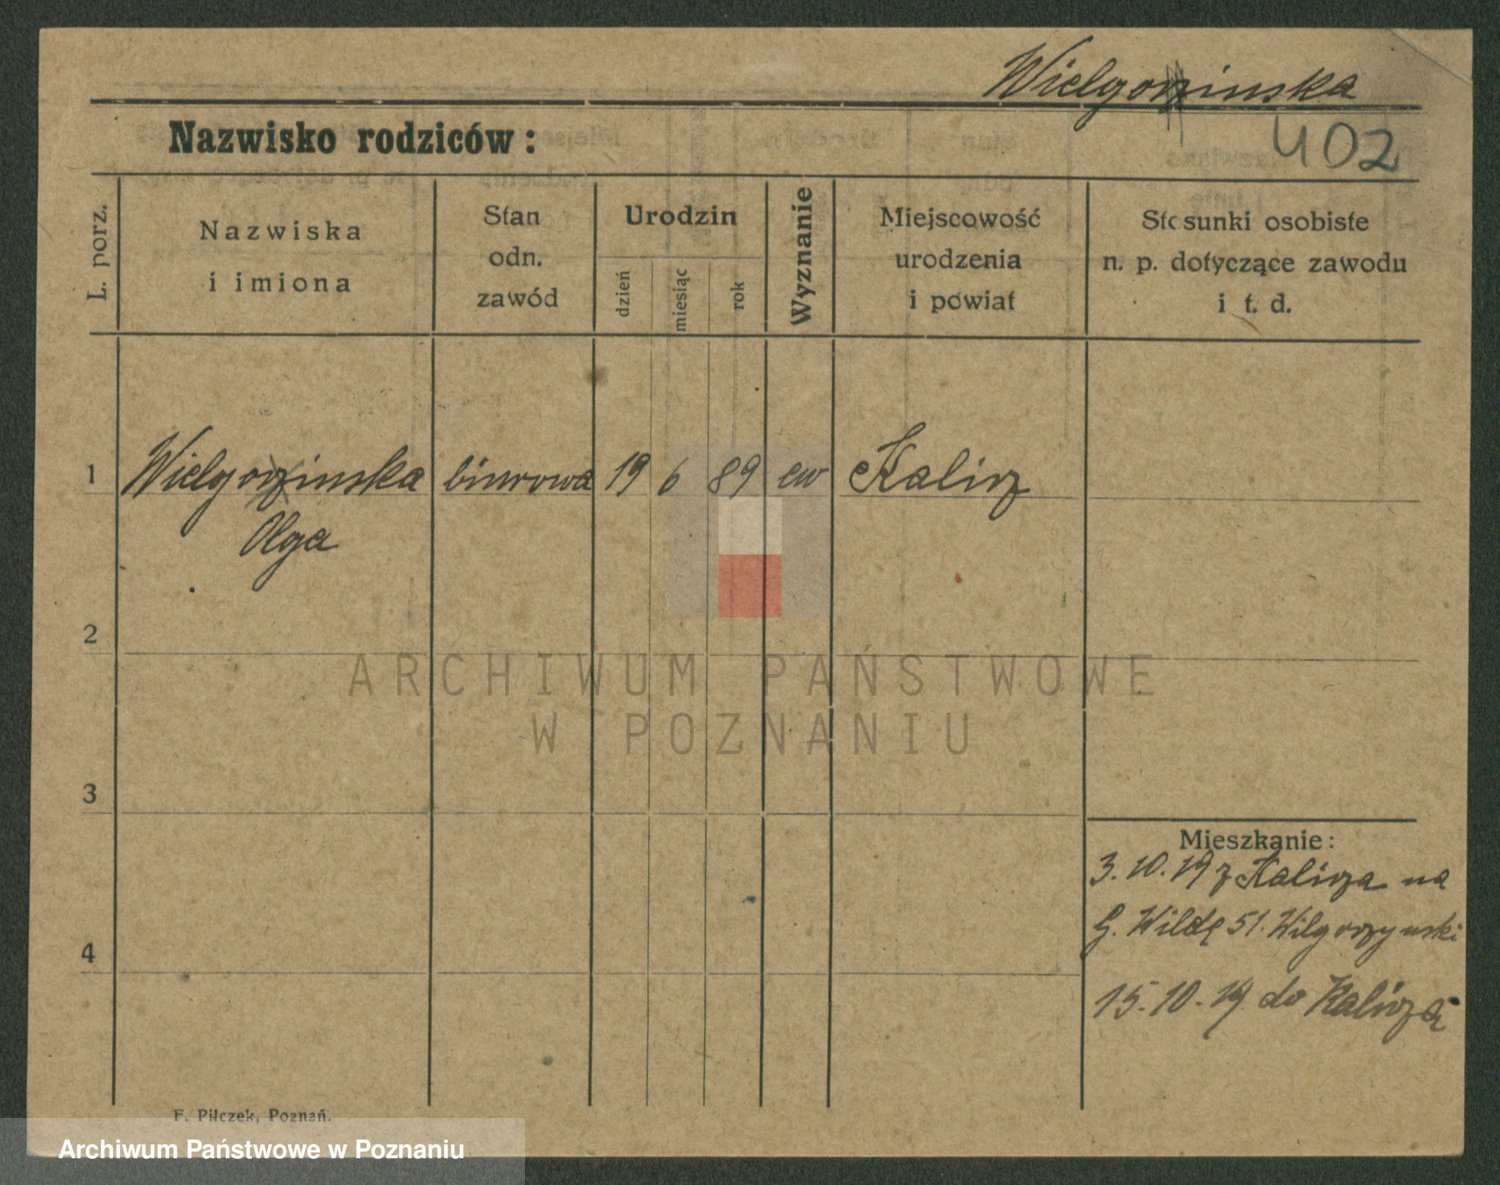 Wielgorzinska
402
Nazwisko rodziców:
L. porz.
Nazwiska
i imiona
Stan
odn.
zawód
Urodzin
dzień
miesiąc
rok
Wyznanie
Miejscowość
urodzenia
i powiat
Stosunki osobiste
n. p. dotyczące zawodu
i t. d.
1 Wielgorzinska biurowa 19 6 89 ew Kalisz
Olga
2
3
4
Mieszkanie:
3.10.19 z Kalisza na
G. Wildę 51. Wilgorzynski
15.10.19 do Kalisza
F. Pilczek, Poznań.
ARCHIWUM PAŃSTWOWE
W POZNANIU
Archiwum Państwowe w Poznaniu